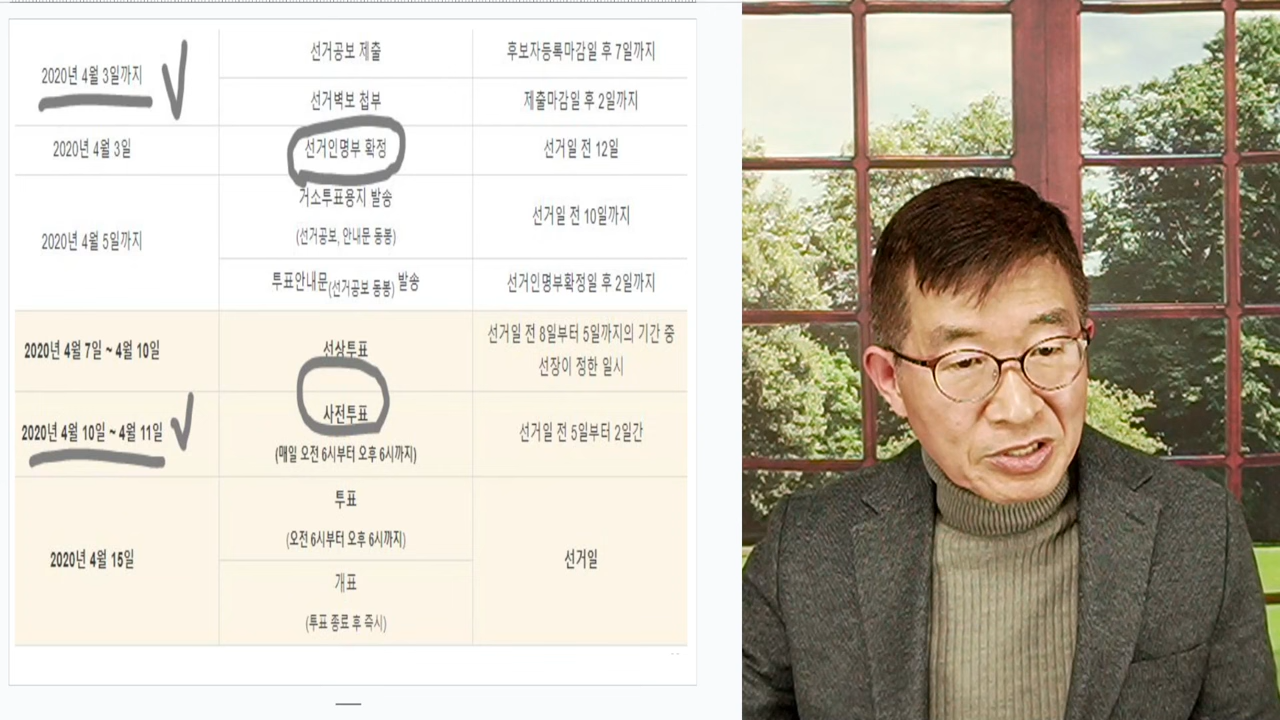 2020년 4월 3일까지
선거공보 제출
후보자등록마감일 후 7일까지
선거벽보 첩부
제출마감일 후 2일까지
2020년 4월 3일
선거인명부 확정
선거일 전 12일
2020년 4월 5일까지
거소투표용지 발송
(선거공보, 안내문 동봉)
선거일 전 10일까지
투표안내문(선거공보 동봉) 발송
선거인명부확정일 후 2일까지
2020년 4월 7일 ~ 4월 10일
선상투표
선거일 전 8일부터 5일까지의 기간 중
선장이 정한 일시
2020년 4월 10일 ~ 4월 11일
사전투표
(매일 오전 6시부터 오후 6시까지)
선거일 전 5일부터 2일간
2020년 4월 15일
투표
(오전 6시부터 오후 6시까지)
개표
(투표 종료 후 즉시)
선거일